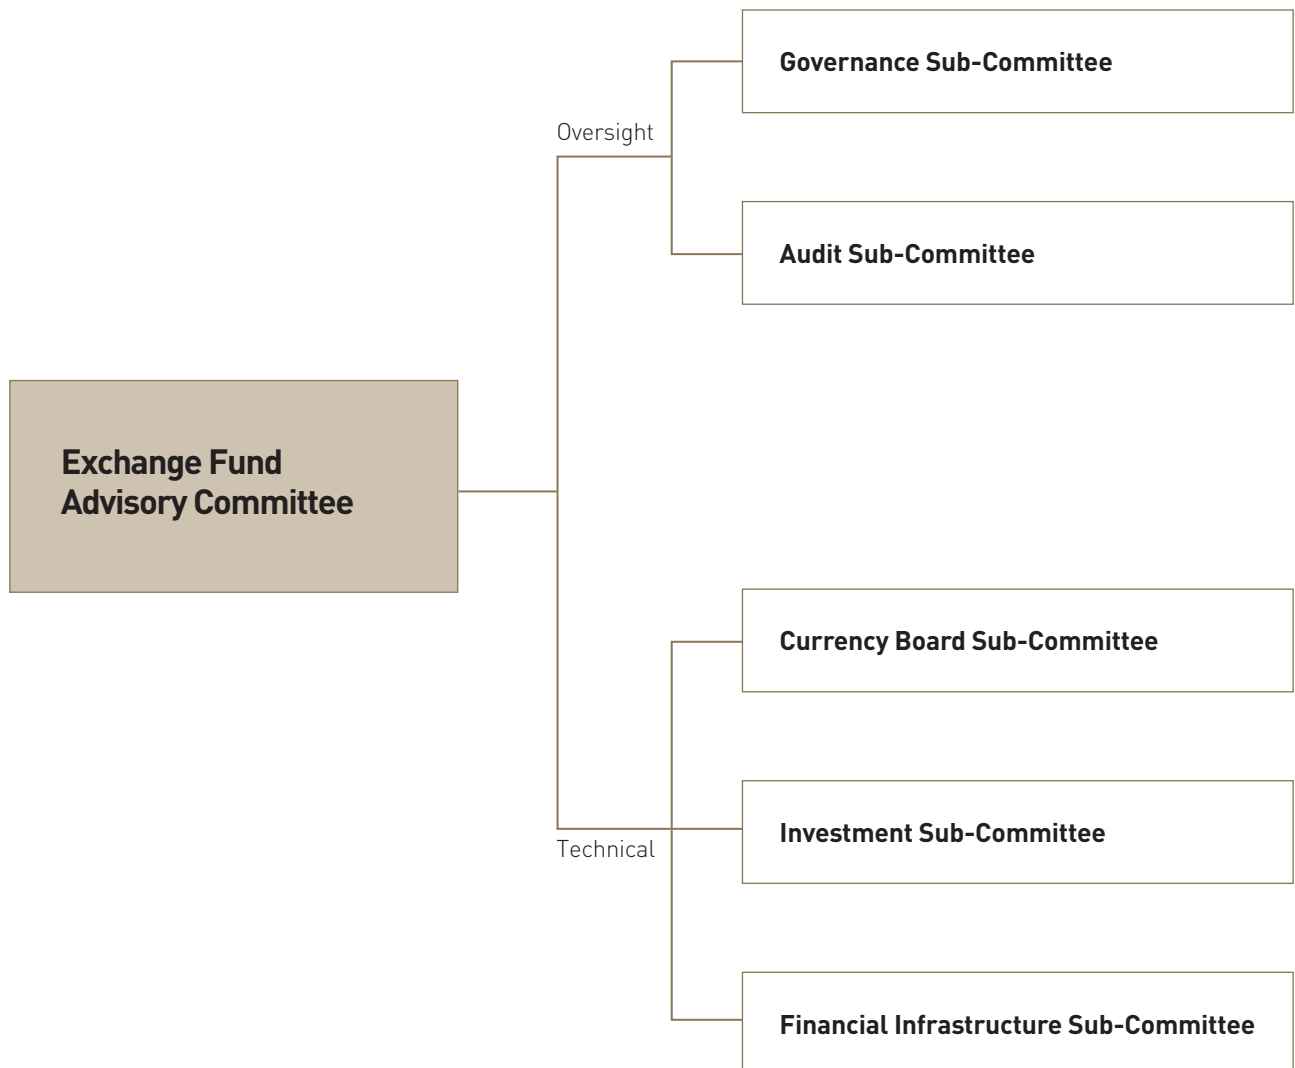 Governance Sub-Committee
Oversight
Audit Sub-Committee
Exchange Fund
Advisory Committee
Currency Board Sub-Committee
Investment Sub-Committee
Technical
Financial Infrastructure Sub-Committee